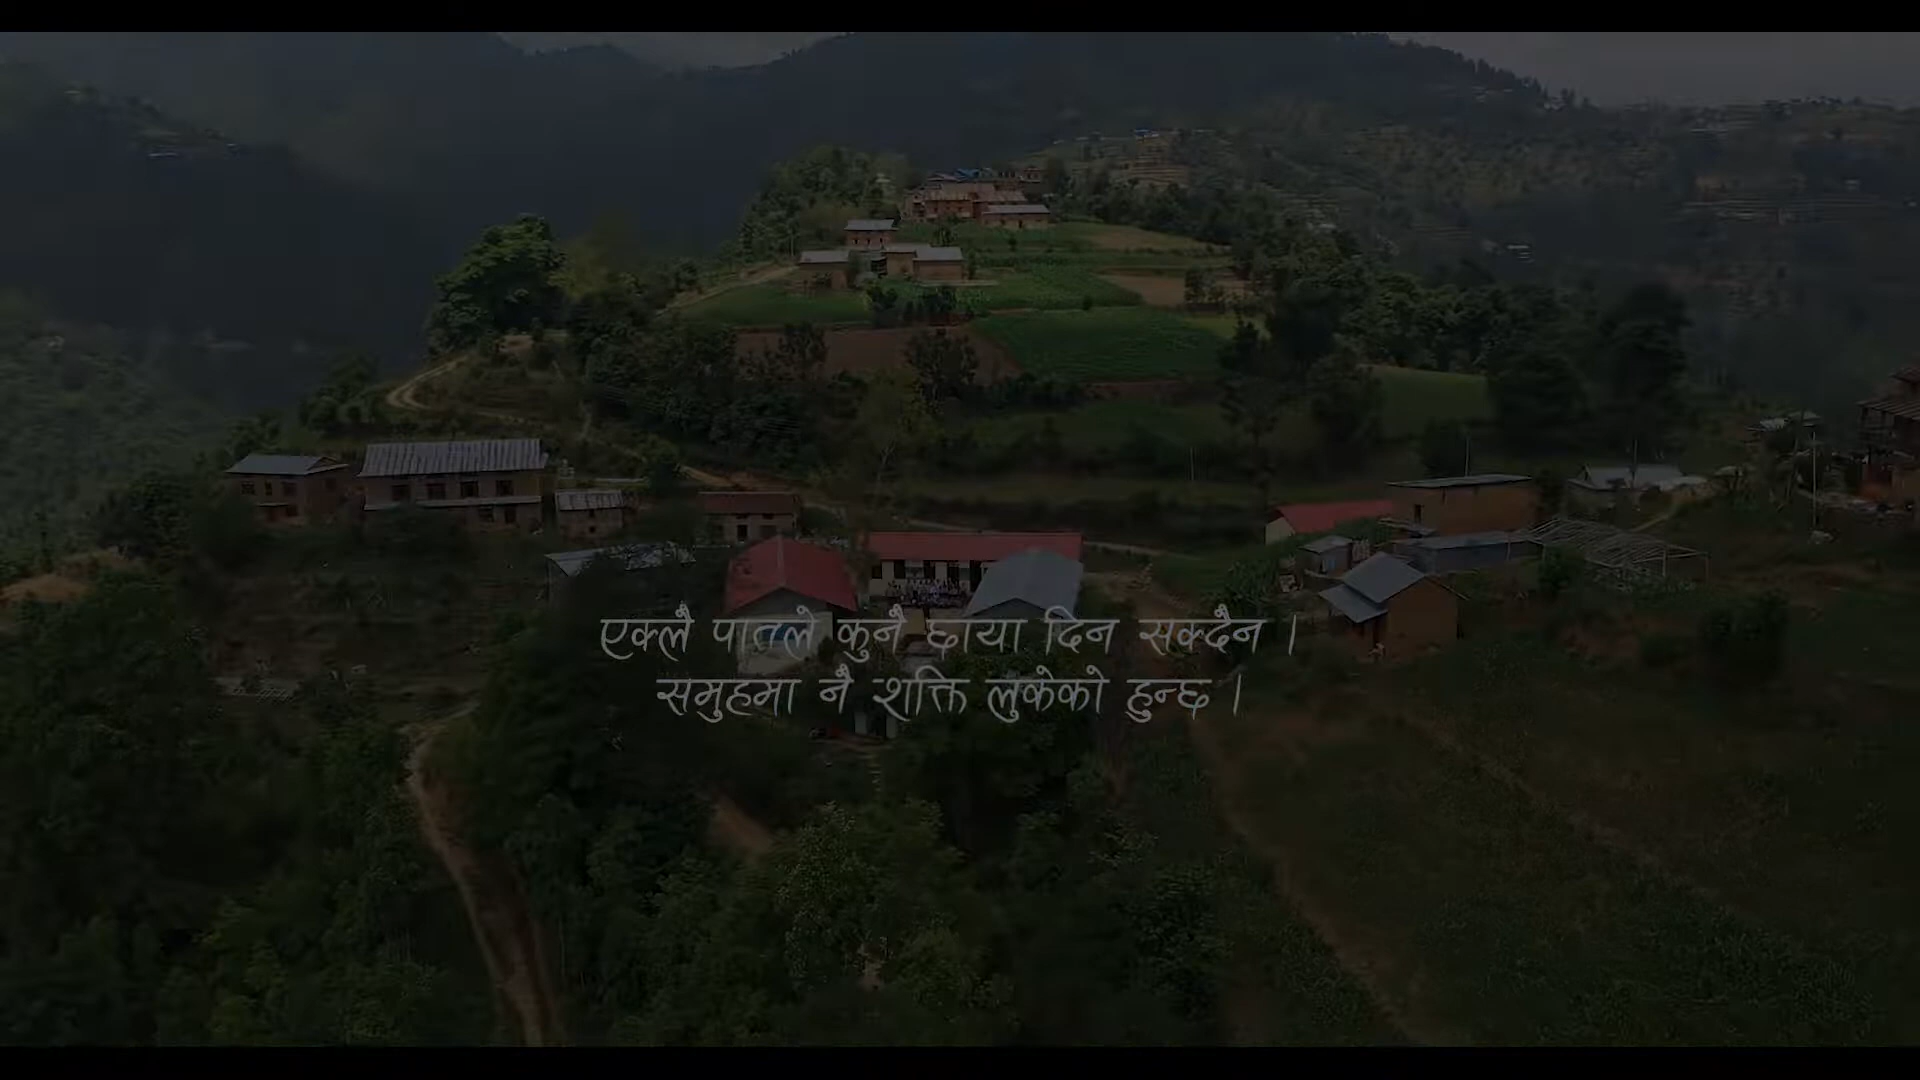 एक्लै पातले कुनै छाया दिन सक्दैन ।
समुहमा नै शक्ति लुकेको हुन्छ ।